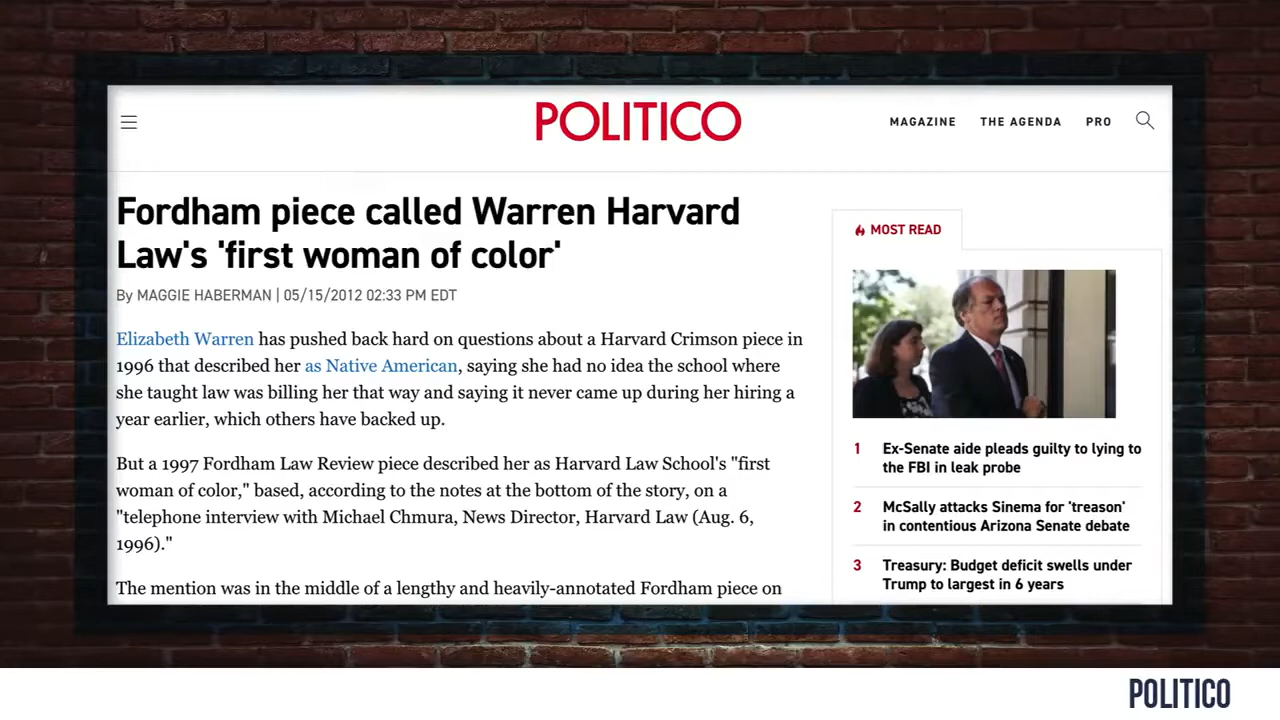 POLITICO
MAGAZINE THE AGENDA PRO
Fordham piece called Warren Harvard
Law's 'first woman of color'
By MAGGIE HABERMAN | 05/15/2012 02:33 PM EDT
Elizabeth Warren has pushed back hard on questions about a Harvard Crimson piece in
1996 that described her as Native American, saying she had no idea the school where
she taught law was billing her that way and saying it never came up during her hiring a
year earlier, which others have backed up.
But a 1997 Fordham Law Review piece described her as Harvard Law School's "first
woman of color," based, according to the notes at the bottom of the story, on a
"telephone interview with Michael Chmura, News Director, Harvard Law (Aug. 6,
1996)."
The mention was in the middle of a lengthy and heavily-annotated Fordham piece on
MOST READ
1 Ex-Senate aide pleads guilty to lying to
the FBI in leak probe
2 McSally attacks Sinema for 'treason'
in contentious Arizona Senate debate
3 Treasury: Budget deficit swells under
Trump to largest in 6 years
POLITICO